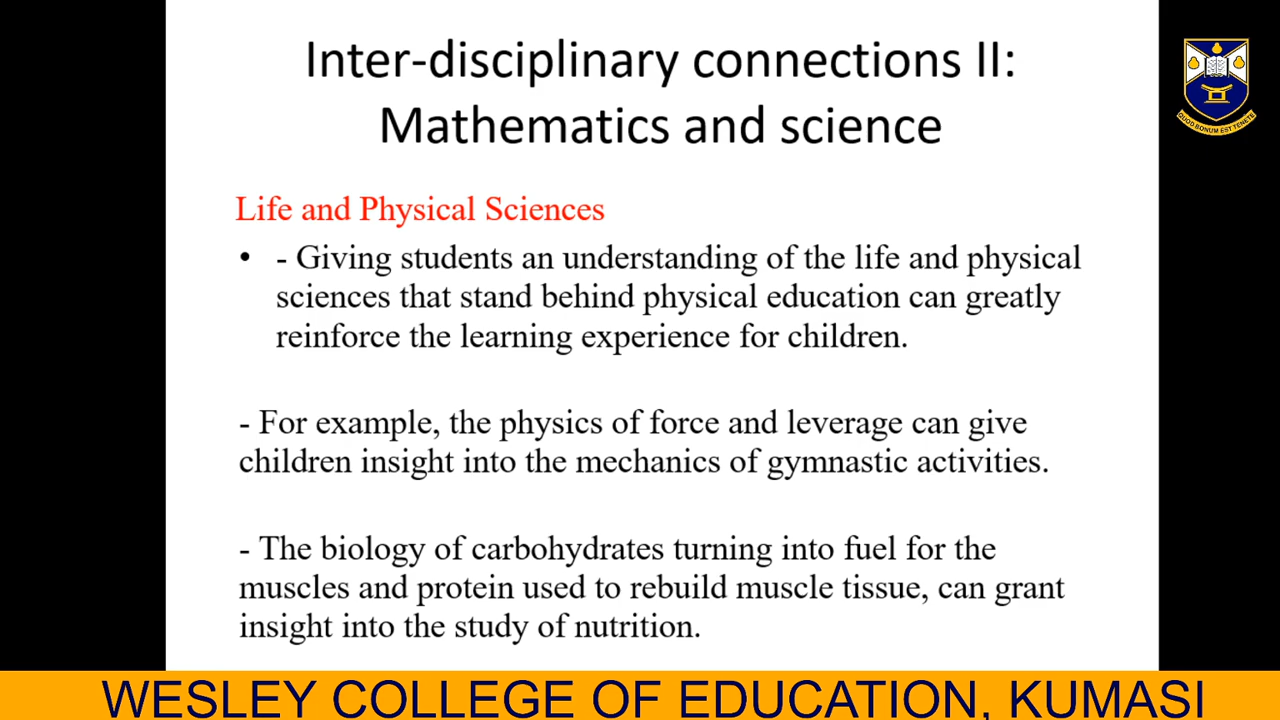 Inter-disciplinary connections II:
Mathematics and science
QUOD BONUM EST TENETE
Life and Physical Sciences
• - Giving students an understanding of the life and physical
sciences that stand behind physical education can greatly
reinforce the learning experience for children.
- For example, the physics of force and leverage can give
children insight into the mechanics of gymnastic activities.
- The biology of carbohydrates turning into fuel for the
muscles and protein used to rebuild muscle tissue, can grant
insight into the study of nutrition.
WESLEY COLLEGE OF EDUCATION, KUMASI